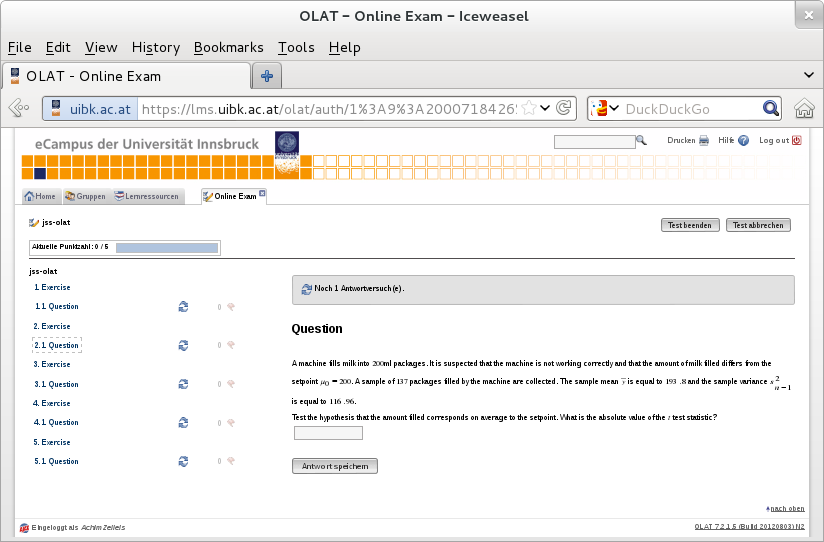 OLAT – Online Exam – Iceweasel
File Edit View History Bookmarks Tools Help
OLAT - Online Exam
uibk.ac.at https://lms.uibk.ac.at/olat/auth/1%3A9%3A2000718426 DuckDuckGo
eCampus der Universität Innsbruck
Drucken Hilfe Log out
Home Gruppen Lernressourcen Online Exam
jss-olat
Test beenden Test abbrechen
Aktuelle Punktzahl: 0 / 5
jss-olat
1. Exercise
1.1. Question 0
2. Exercise
2.1. Question 0
3. Exercise
3.1. Question 0
4. Exercise
4.1. Question 0
5. Exercise
5.1. Question 0
Noch 1 Antwortversuch(e).
Question
A machine fills milk into 200ml packages. It is suspected that the machine is not working correctly and that the amount of milk filled differs from the
setpoint μ0 = 200. A sample of 137 packages filled by the machine are collected. The sample mean ȳ is equal to 193 .8 and the sample variance s²n−1
is equal to 116 .96.
Test the hypothesis that the amount filled corresponds on average to the setpoint. What is the absolute value of the t test statistic?
Antwort speichern
nach oben
Eingeloggt als Achim Zeileis
OLAT 7.2.1.5 (Build 20120803) N2